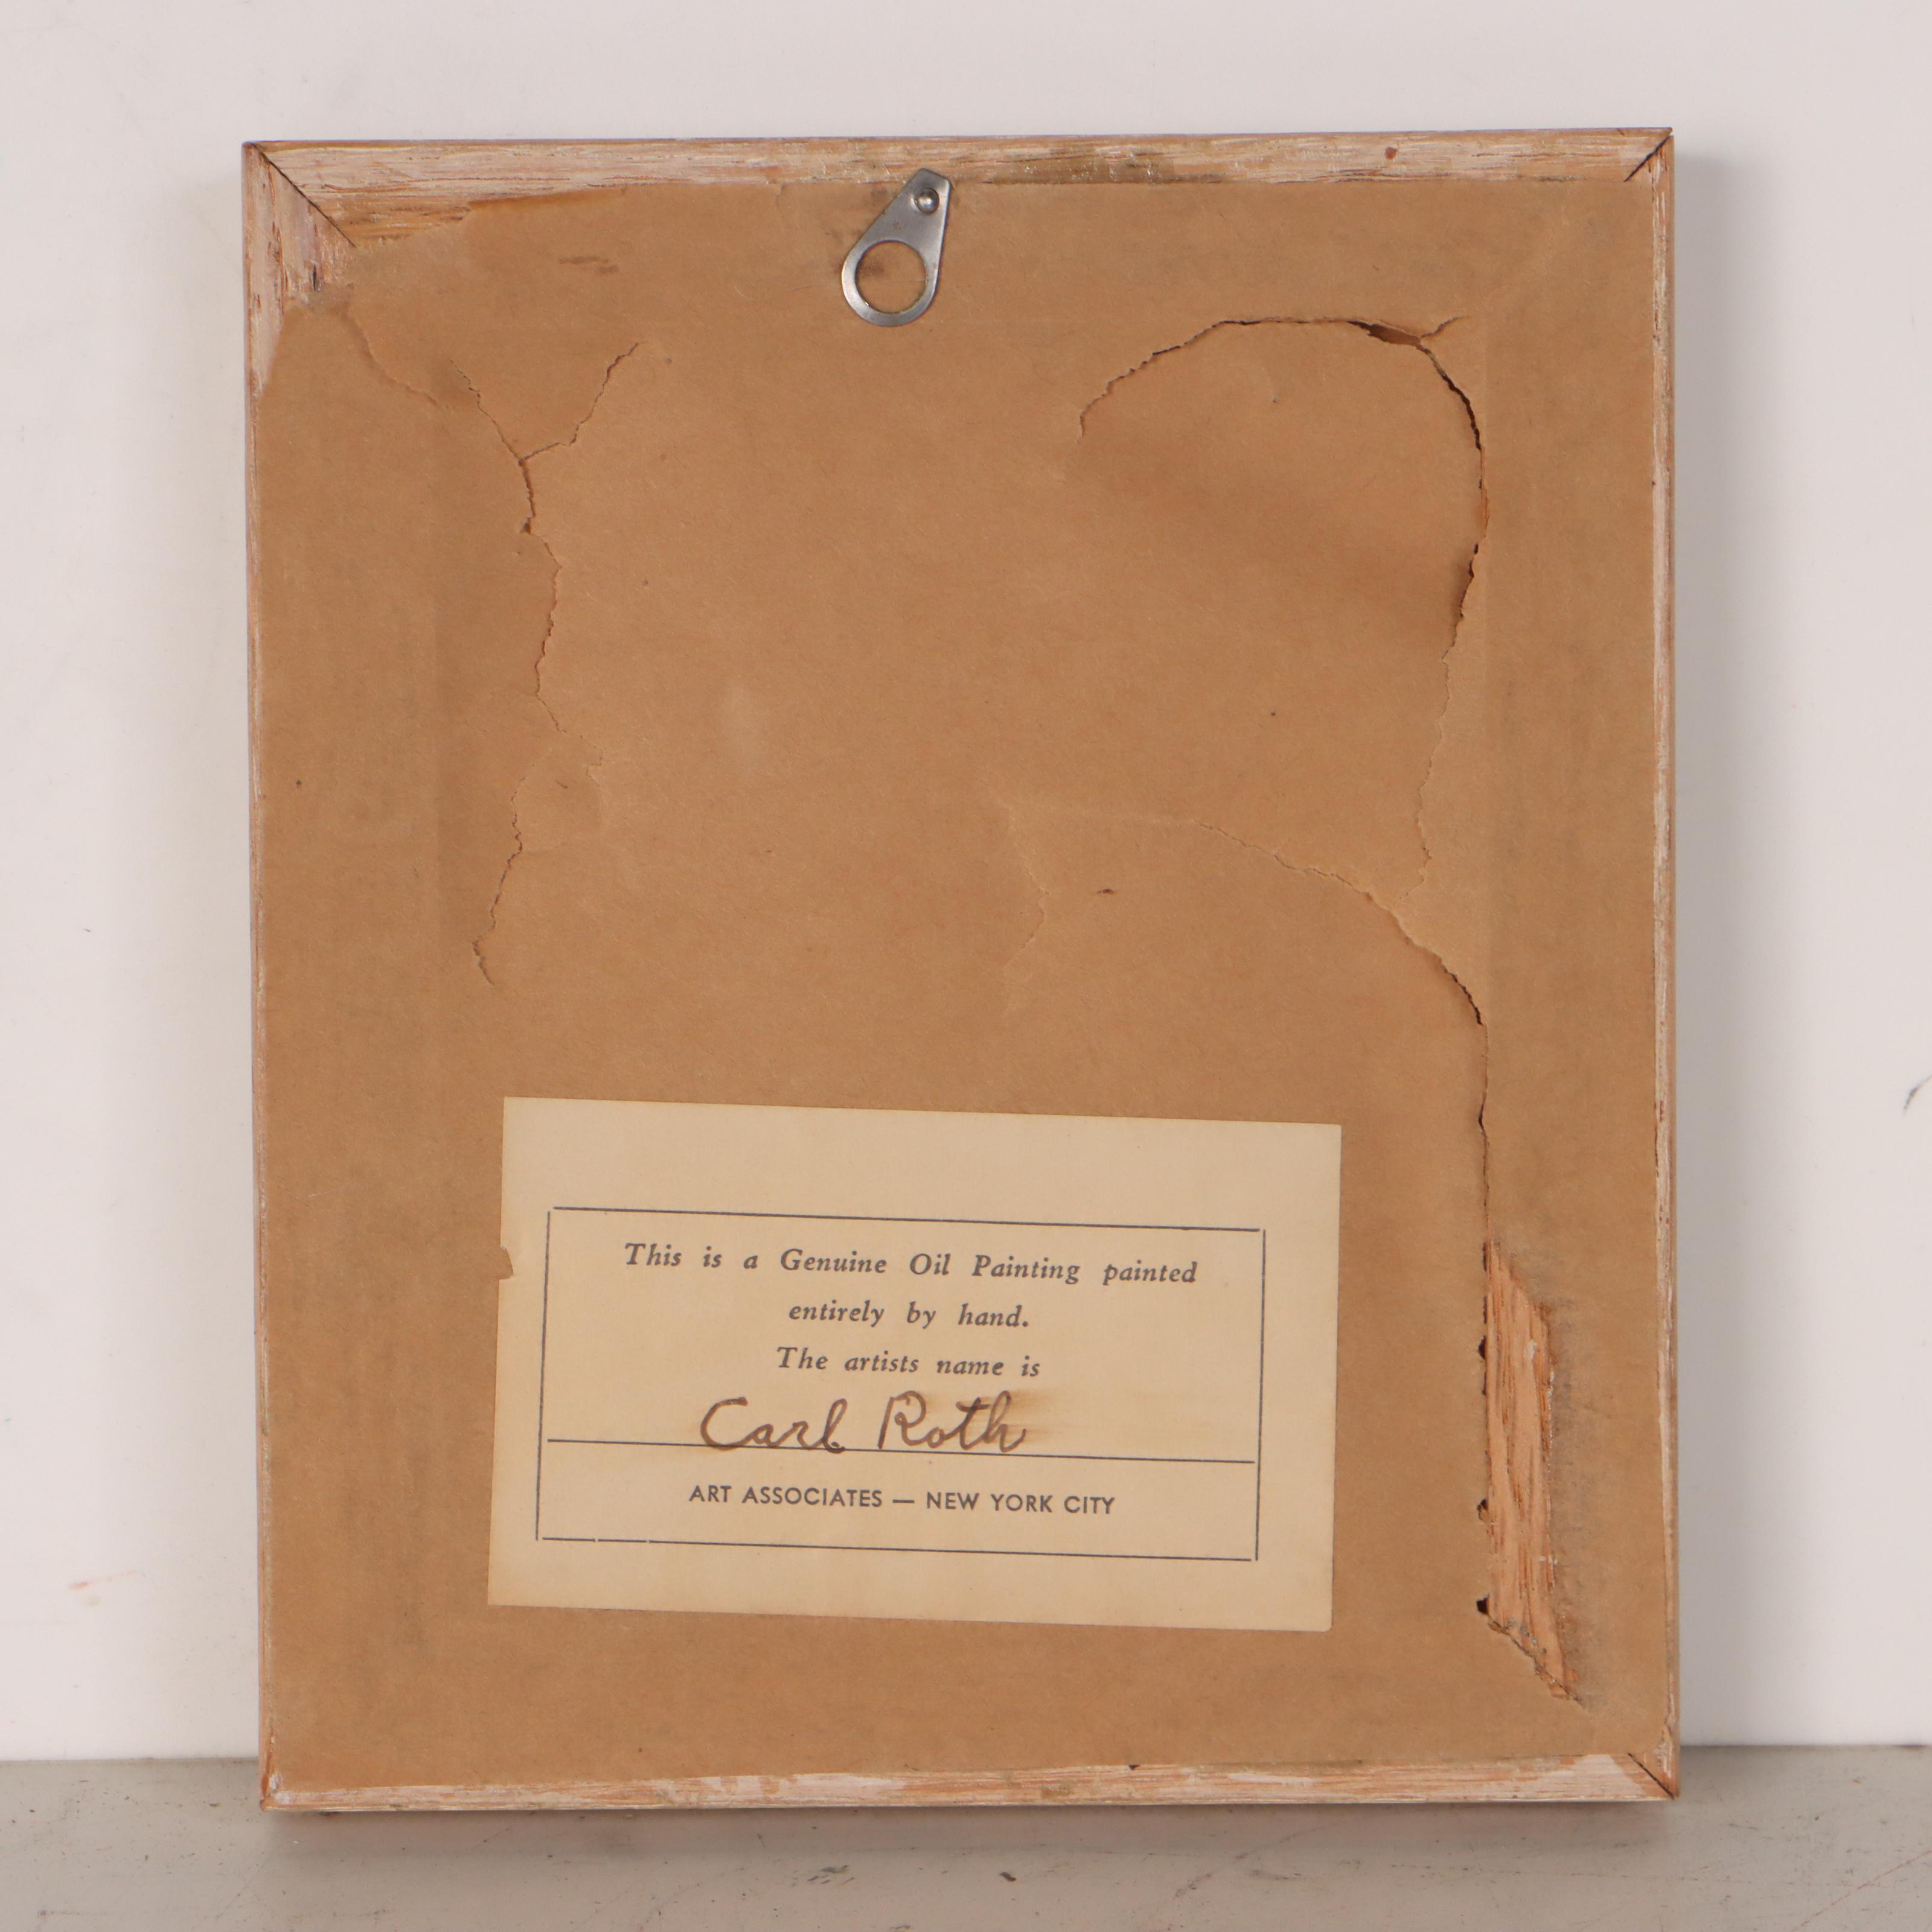 This is a Genuine Oil Painting painted
entirely by hand.
The artists name is
Carl Roth
ART ASSOCIATES — NEW YORK CITY